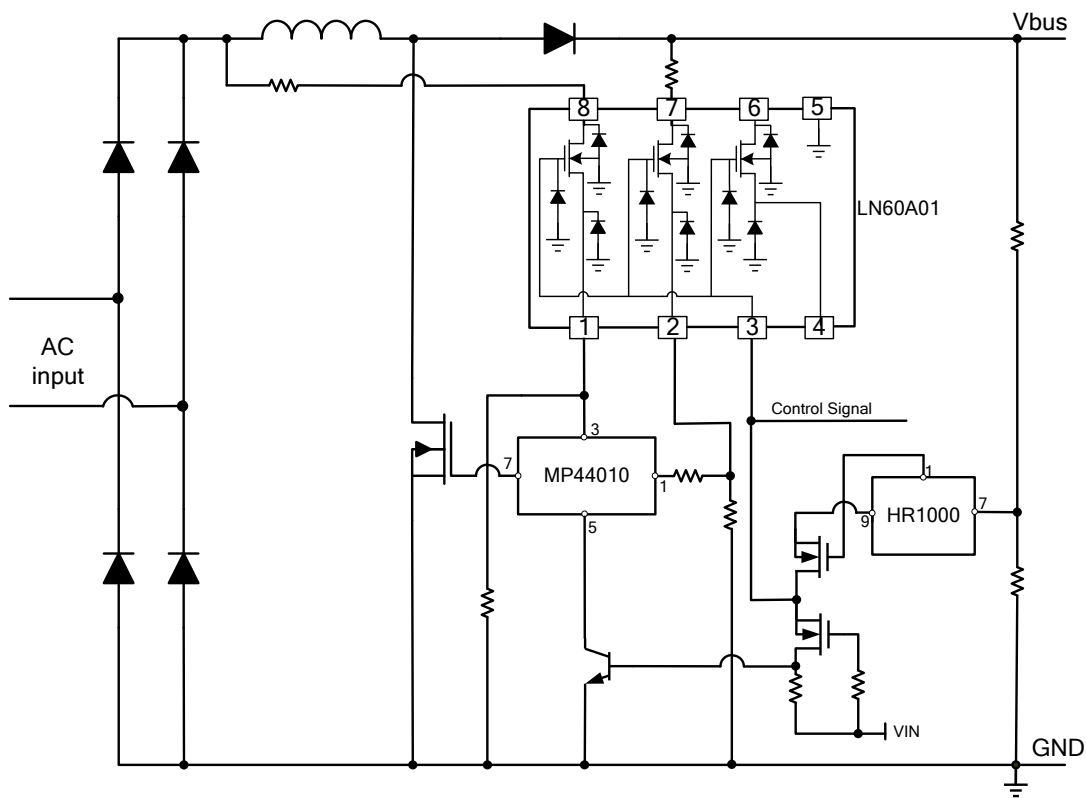 Vbus
8
7
6
5
LN60A01
1
2
3
4
AC
input
Control Signal
3
7
MP44010
1
5
1
9
HR1000
7
VIN
GND